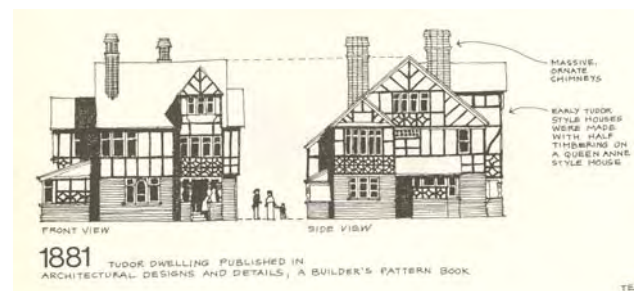 MASSIVE,
ORNATE
CHIMNEYS
EARLY TUDOR
STYLE HOUSES
WERE MADE
WITH HALF
TIMBERING ON
A QUEEN ANNE
STYLE HOUSE
FRONT VIEW
SIDE VIEW
1881 TUDOR DWELLING PUBLISHED IN
ARCHITECTURAL DESIGNS AND DETAILS, A BUILDER'S PATTERN BOOK
TE